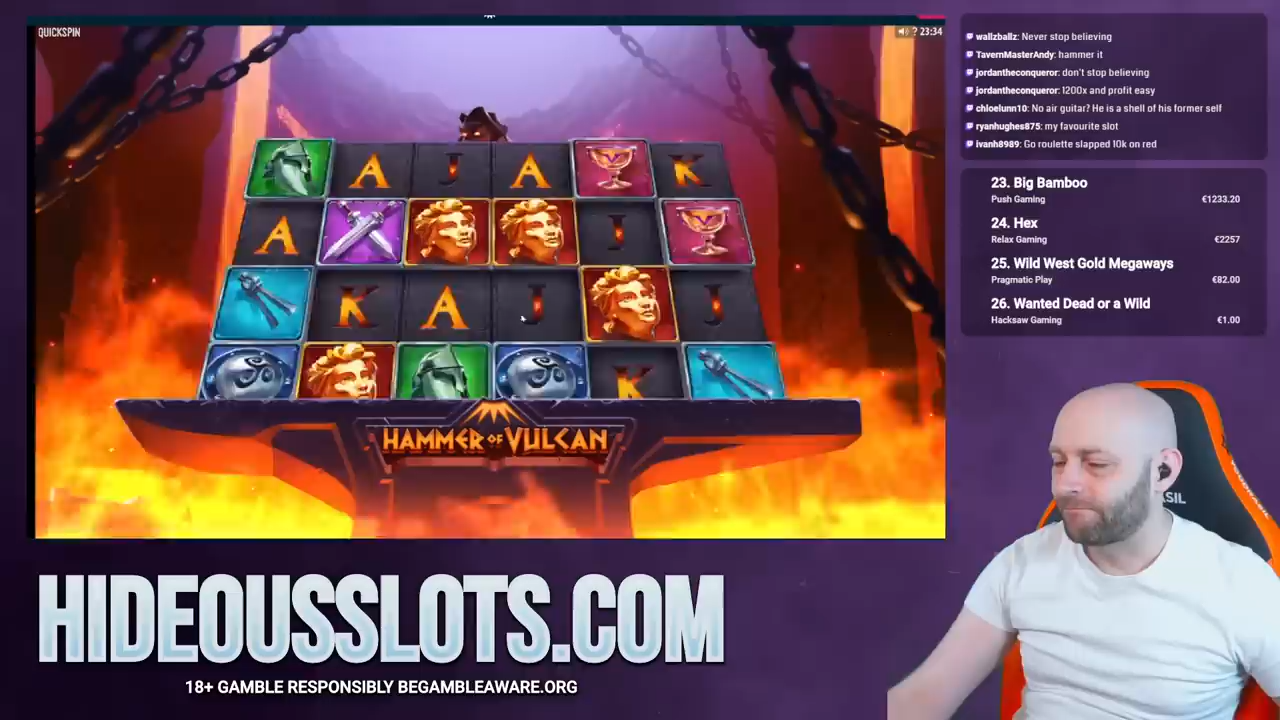 QUICKSPIN
? 23:34
A J A K
A J
K A J J
K
HAMMER OF VULCAN
wallzballz: Never stop believing
TavernMasterAndy: hammer it
jordantheconqueror: don't stop believing
jordantheconqueror: 1200x and profit easy
chloelunn10: No air guitar? He is a shell of his former self
ryanhughes875: my favourite slot
ivanh8989: Go roulette slapped 10k on red
23. Big Bamboo
Push Gaming €1233.20
24. Hex
Relax Gaming €2257
25. Wild West Gold Megaways
Pragmatic Play €82.00
26. Wanted Dead or a Wild
Hacksaw Gaming €1.00
HIDEOUSSLOTS.COM
18+ GAMBLE RESPONSIBLY BEGAMBLEAWARE.ORG